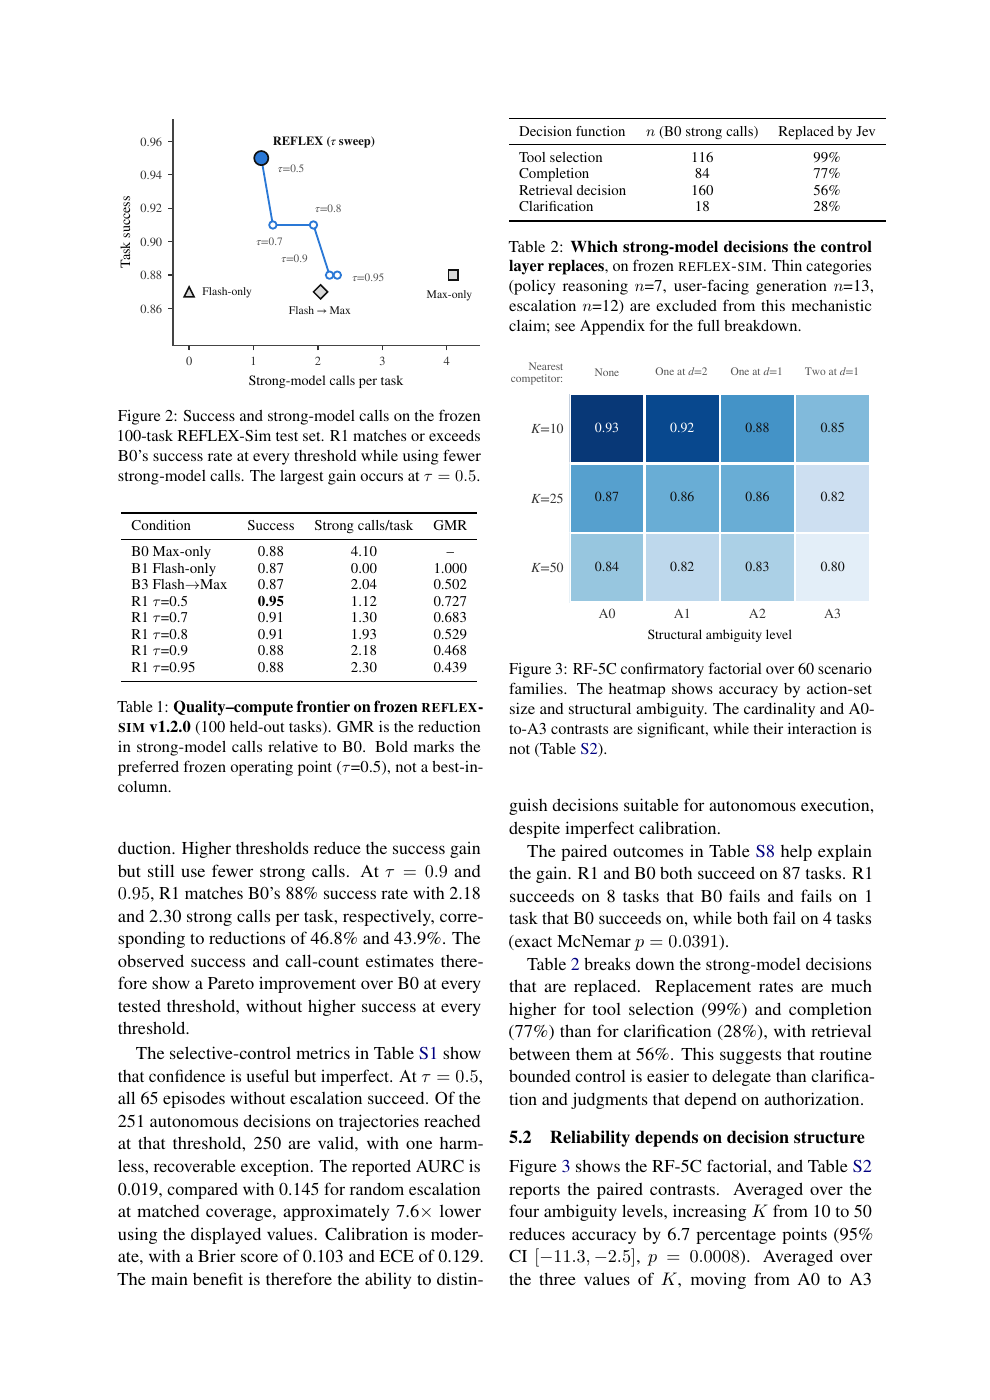 0.96
0.94
0.92
0.90
0.88
0.86
Task success
REFLEX (τ sweep)
τ=0.5
τ=0.8
τ=0.7
τ=0.9
τ=0.95
Flash-only
Flash → Max
Max-only
0 1 2 3 4
Strong-model calls per task
Figure 2: Success and strong-model calls on the frozen
100-task REFLEX-Sim test set. R1 matches or exceeds
B0's success rate at every threshold while using fewer
strong-model calls. The largest gain occurs at τ = 0.5.
Condition Success Strong calls/task GMR
B0 Max-only 0.88 4.10 –
B1 Flash-only 0.87 0.00 1.000
B3 Flash→Max 0.87 2.04 0.502
R1 τ=0.5 0.95 1.12 0.727
R1 τ=0.7 0.91 1.30 0.683
R1 τ=0.8 0.91 1.93 0.529
R1 τ=0.9 0.88 2.18 0.468
R1 τ=0.95 0.88 2.30 0.439
Table 1: Quality–compute frontier on frozen REFLEX-
SIM v1.2.0 (100 held-out tasks). GMR is the reduction
in strong-model calls relative to B0. Bold marks the
preferred frozen operating point (τ=0.5), not a best-in-
column.
duction. Higher thresholds reduce the success gain
but still use fewer strong calls. At τ = 0.9 and
0.95, R1 matches B0's 88% success rate with 2.18
and 2.30 strong calls per task, respectively, corre-
sponding to reductions of 46.8% and 43.9%. The
observed success and call-count estimates there-
fore show a Pareto improvement over B0 at every
tested threshold, without higher success at every
threshold.
The selective-control metrics in Table S1 show
that confidence is useful but imperfect. At τ = 0.5,
all 65 episodes without escalation succeed. Of the
251 autonomous decisions on trajectories reached
at that threshold, 250 are valid, with one harm-
less, recoverable exception. The reported AURC is
0.019, compared with 0.145 for random escalation
at matched coverage, approximately 7.6× lower
using the displayed values. Calibration is moder-
ate, with a Brier score of 0.103 and ECE of 0.129.
The main benefit is therefore the ability to distin-
Decision function n (B0 strong calls) Replaced by Jev
Tool selection 116 99%
Completion 84 77%
Retrieval decision 160 56%
Clarification 18 28%
Table 2: Which strong-model decisions the control
layer replaces, on frozen REFLEX-SIM. Thin categories
(policy reasoning n=7, user-facing generation n=13,
escalation n=12) are excluded from this mechanistic
claim; see Appendix for the full breakdown.
Nearest
competitor: None One at d=2 One at d=1 Two at d=1
K=10 0.93 0.92 0.88 0.85
K=25 0.87 0.86 0.86 0.82
K=50 0.84 0.82 0.83 0.80
A0 A1 A2 A3
Structural ambiguity level
Figure 3: RF-5C confirmatory factorial over 60 scenario
families. The heatmap shows accuracy by action-set
size and structural ambiguity. The cardinality and A0-
to-A3 contrasts are significant, while their interaction is
not (Table S2).
guish decisions suitable for autonomous execution,
despite imperfect calibration.
The paired outcomes in Table S8 help explain
the gain. R1 and B0 both succeed on 87 tasks. R1
succeeds on 8 tasks that B0 fails and fails on 1
task that B0 succeeds on, while both fail on 4 tasks
(exact McNemar p = 0.0391).
Table 2 breaks down the strong-model decisions
that are replaced. Replacement rates are much
higher for tool selection (99%) and completion
(77%) than for clarification (28%), with retrieval
between them at 56%. This suggests that routine
bounded control is easier to delegate than clarifica-
tion and judgments that depend on authorization.
5.2 Reliability depends on decision structure
Figure 3 shows the RF-5C factorial, and Table S2
reports the paired contrasts. Averaged over the
four ambiguity levels, increasing K from 10 to 50
reduces accuracy by 6.7 percentage points (95%
CI [−11.3, −2.5], p = 0.0008). Averaged over
the three values of K, moving from A0 to A3